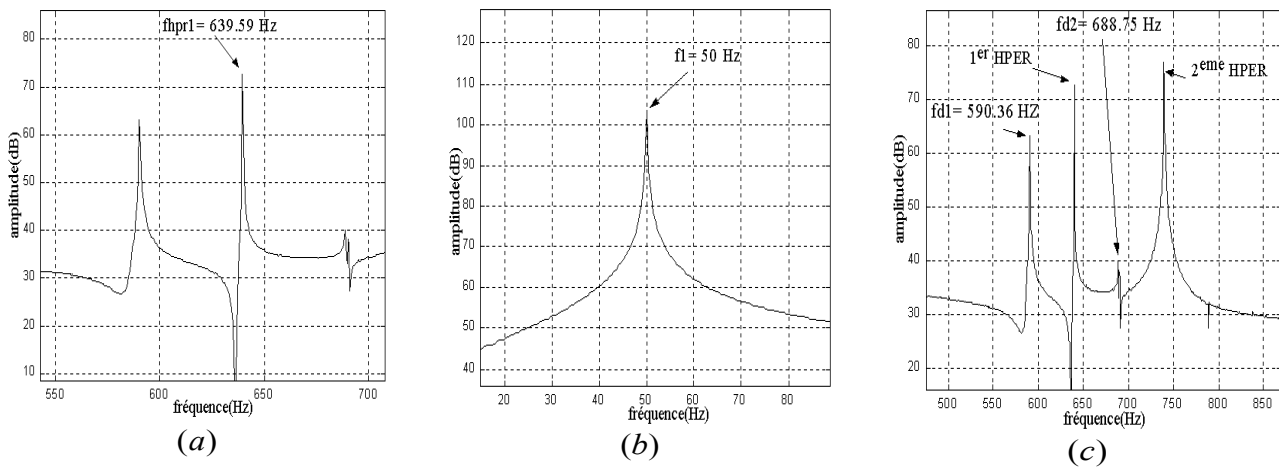 fhpr1= 639.59 Hz
amplitude(dB)
80
70
60
50
40
30
20
10
550
600
650
700
fréquence(Hz)
(a)
f1= 50 Hz
amplitude(dB)
120
110
100
90
80
70
60
50
40
20
30
40
50
60
70
80
fréquence(Hz)
(b)
fd2= 688.75 Hz
1er HPER
2eme HPER
fd1= 590.36 HZ
amplitude(dB)
80
70
60
50
40
30
20
500
550
600
650
700
750
800
850
fréquence(Hz)
(c)